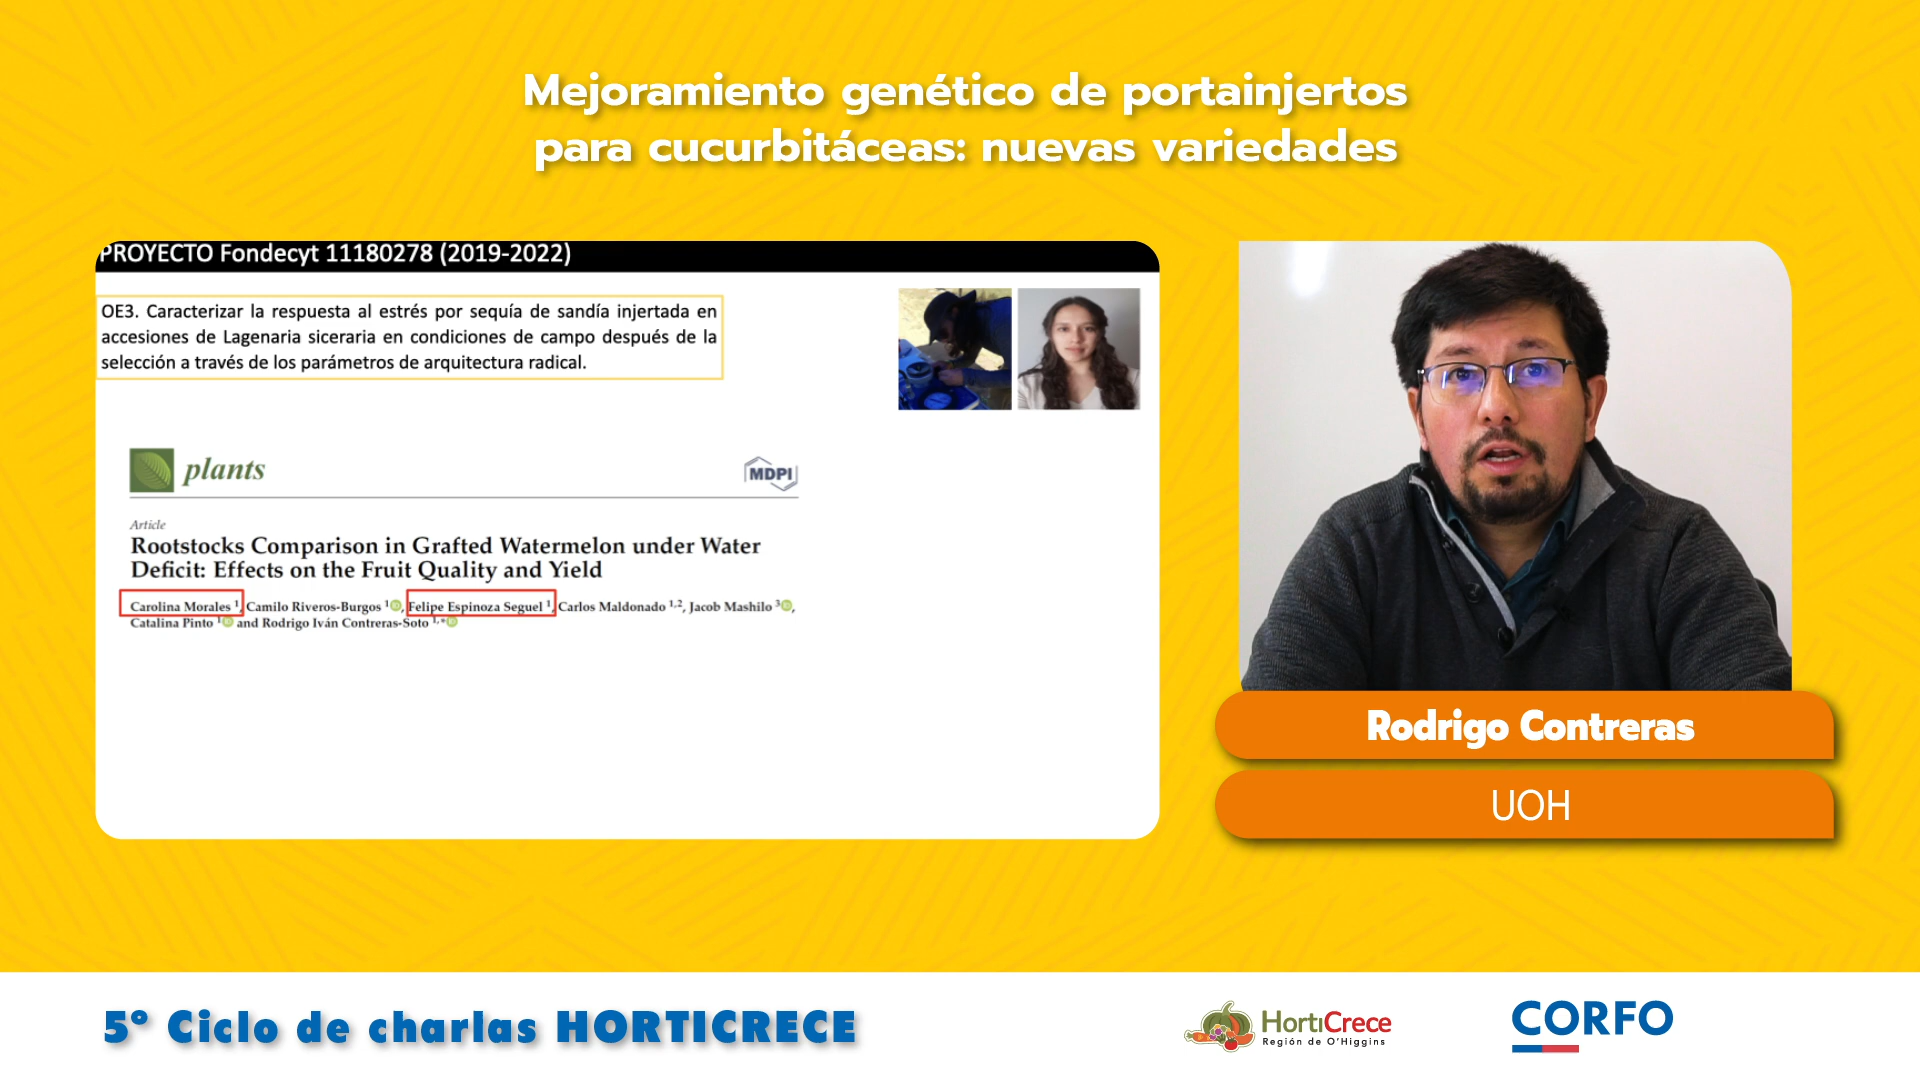 Mejoramiento genético de portainjertos
para cucurbitáceas: nuevas variedades
PROYECTO Fondecyt 11180278 (2019-2022)
OE3. Caracterizar la respuesta al estrés por sequía de sandía injertada en
accesiones de Lagenaria siceraria en condiciones de campo después de la
selección a través de los parámetros de arquitectura radical.
plants
MDPI
Article
Rootstocks Comparison in Grafted Watermelon under Water
Deficit: Effects on the Fruit Quality and Yield
Carolina Morales ¹, Camilo Riveros-Burgos ¹, Felipe Espinoza Seguel ¹, Carlos Maldonado ¹,², Jacob Mashilo ³,
Catalina Pinto ¹ and Rodrigo Iván Contreras-Soto ¹,*
Rodrigo Contreras
UOH
5° Ciclo de charlas HORTICRECE
HortiCrece
Región de O'Higgins
CORFO